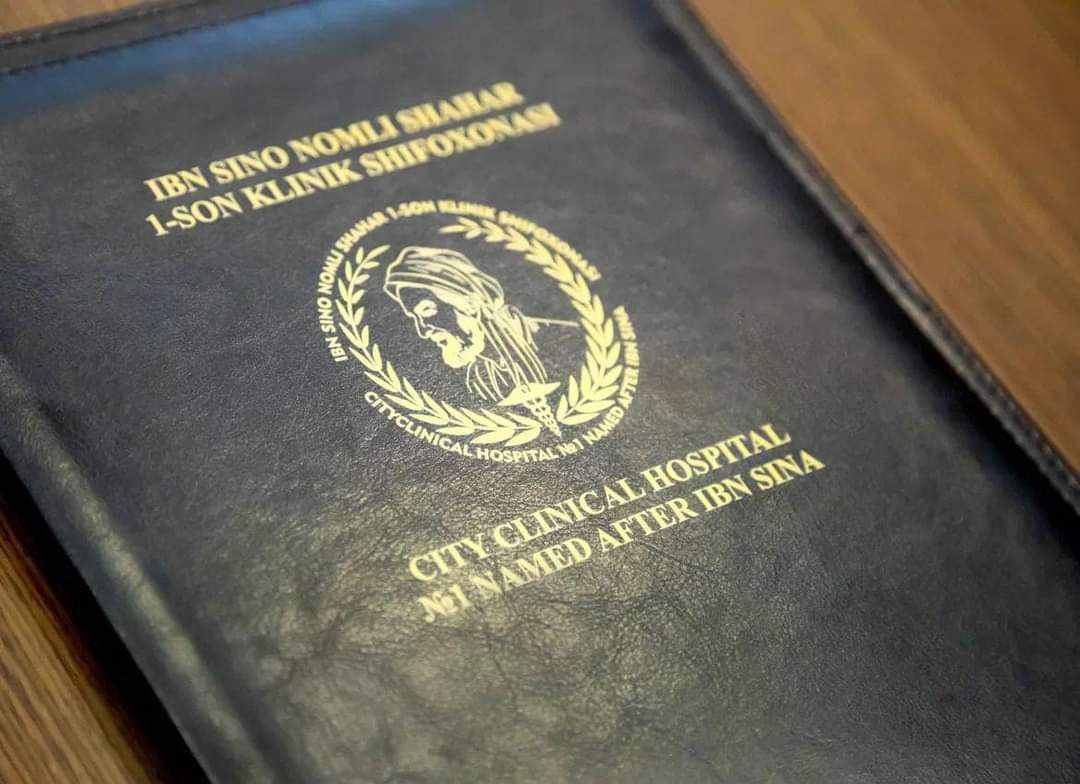 IBN SINO NOMLI SHAHAR
1-SON KLINIK SHIFOXONASI
IBN SINO NOMLI SHAHAR 1-SON KLINIK SHIFOXONASI
CITYCLINICAL HOSPITAL №1 NAMED AFTER IBN SINA
CITY CLINICAL HOSPITAL
№1 NAMED AFTER IBN SINA